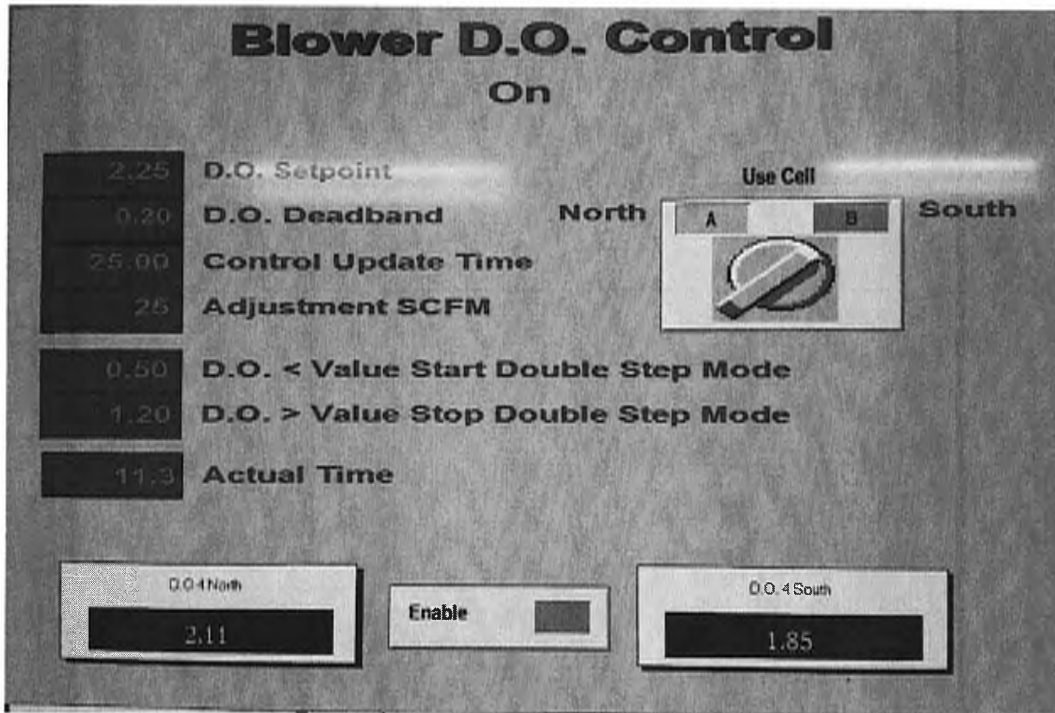 Blower D.O. Control
On
2.25 D.O. Setpoint
0.20 D.O. Deadband
25.00 Control Update Time
25 Adjustment SCFM
Use Cell
North A B South
0.50 D.O. < Value Start Double Step Mode
1.20 D.O. > Value Stop Double Step Mode
11.3 Actual Time
D.O 4 North
2.11
Enable
D.O. 4 South
1.85